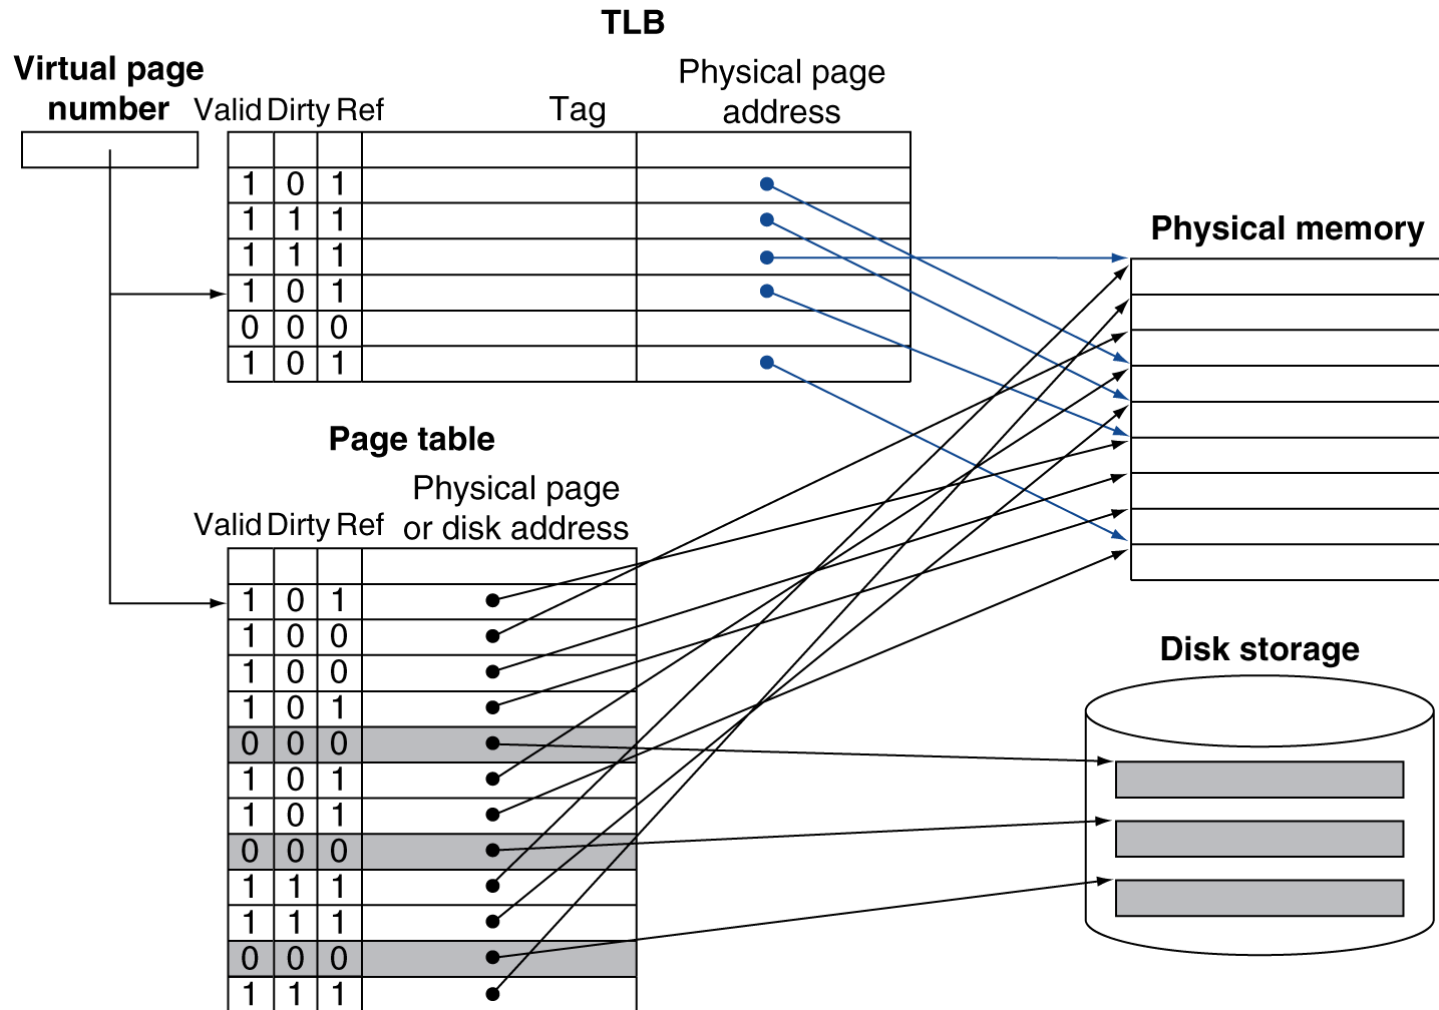 TLB
Virtual page
number
Valid Dirty Ref
Tag
Physical page
address
1 0 1
1 1 1
1 1 1
1 0 1
0 0 0
1 0 1
Physical memory
Page table
Physical page
or disk address
Valid Dirty Ref
1 0 1
1 0 0
1 0 0
1 0 1
0 0 0
1 0 1
1 0 1
0 0 0
1 1 1
1 1 1
0 0 0
1 1 1
Disk storage